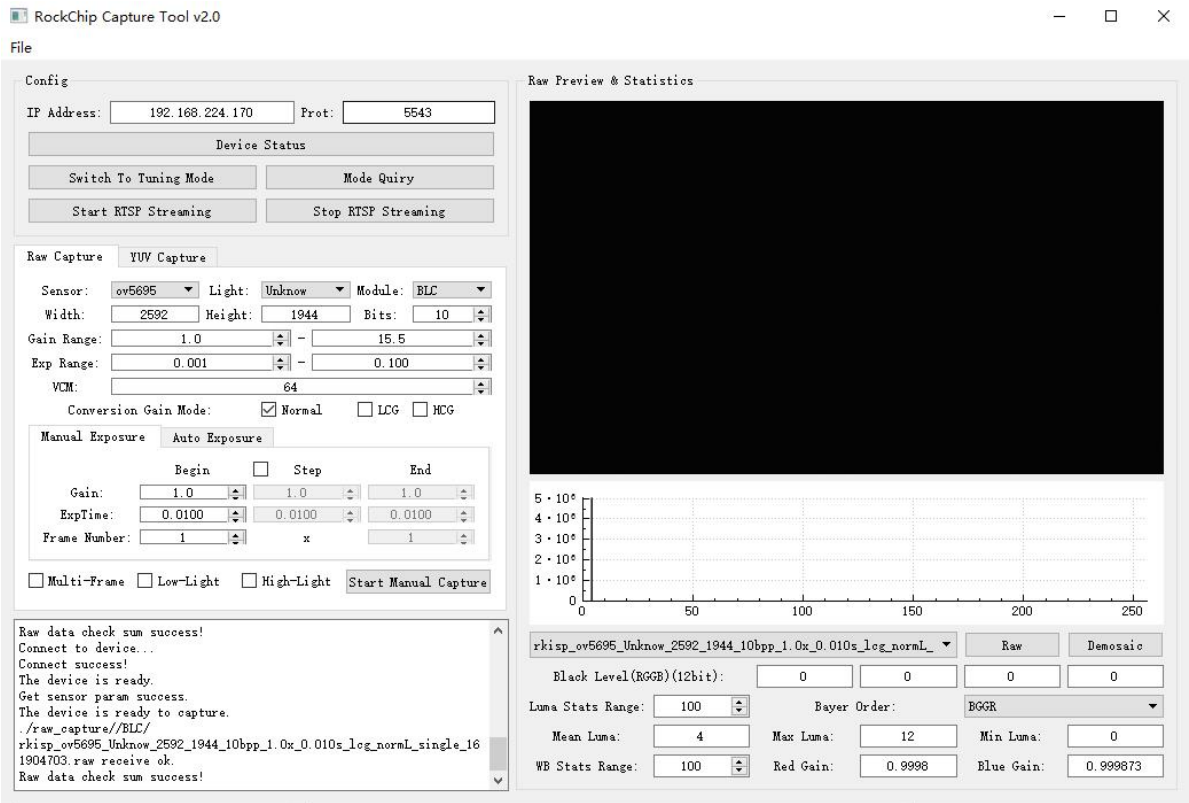 RockChip Capture Tool v2.0
File
Config
IP Address: 192.168.224.170 Prot: 5543
Device Status
Switch To Tuning Mode Mode Quiry
Start RTSP Streaming Stop RTSP Streaming
Raw Capture YUV Capture
Sensor: ov5695 Light: Unknow Module: BLC
Width: 2592 Height: 1944 Bits: 10
Gain Range: 1.0 - 15.5
Exp Range: 0.001 - 0.100
VCM: 64
Conversion Gain Mode: Normal LCG HCG
Manual Exposure Auto Exposure
Begin Step End
Gain: 1.0 1.0 1.0
ExpTime: 0.0100 0.0100 0.0100
Frame Number: 1 x 1
Multi-Frame Low-Light High-Light Start Manual Capture
Raw data check sum success!
Connect to device...
Connect success!
The device is ready.
Get sensor param success.
The device is ready to capture.
./raw_capture//BLC/
rkisp_ov5695_Unknow_2592_1944_10bpp_1.0x_0.010s_lcg_normL_single_16
1904703.raw receive ok.
Raw data check sum success!
Raw Preview & Statistics
5·10⁶
4·10⁶
3·10⁶
2·10⁶
1·10⁶
0
0 50 100 150 200 250
rkisp_ov5695_Unknow_2592_1944_10bpp_1.0x_0.010s_lcg_normL_ Raw Demosaic
Black Level(RGGB)(12bit): 0 0 0 0
Luma Stats Range: 100 Bayer Order: BGGR
Mean Luma: 4 Max Luma: 12 Min Luma: 0
WB Stats Range: 100 Red Gain: 0.9998 Blue Gain: 0.999873